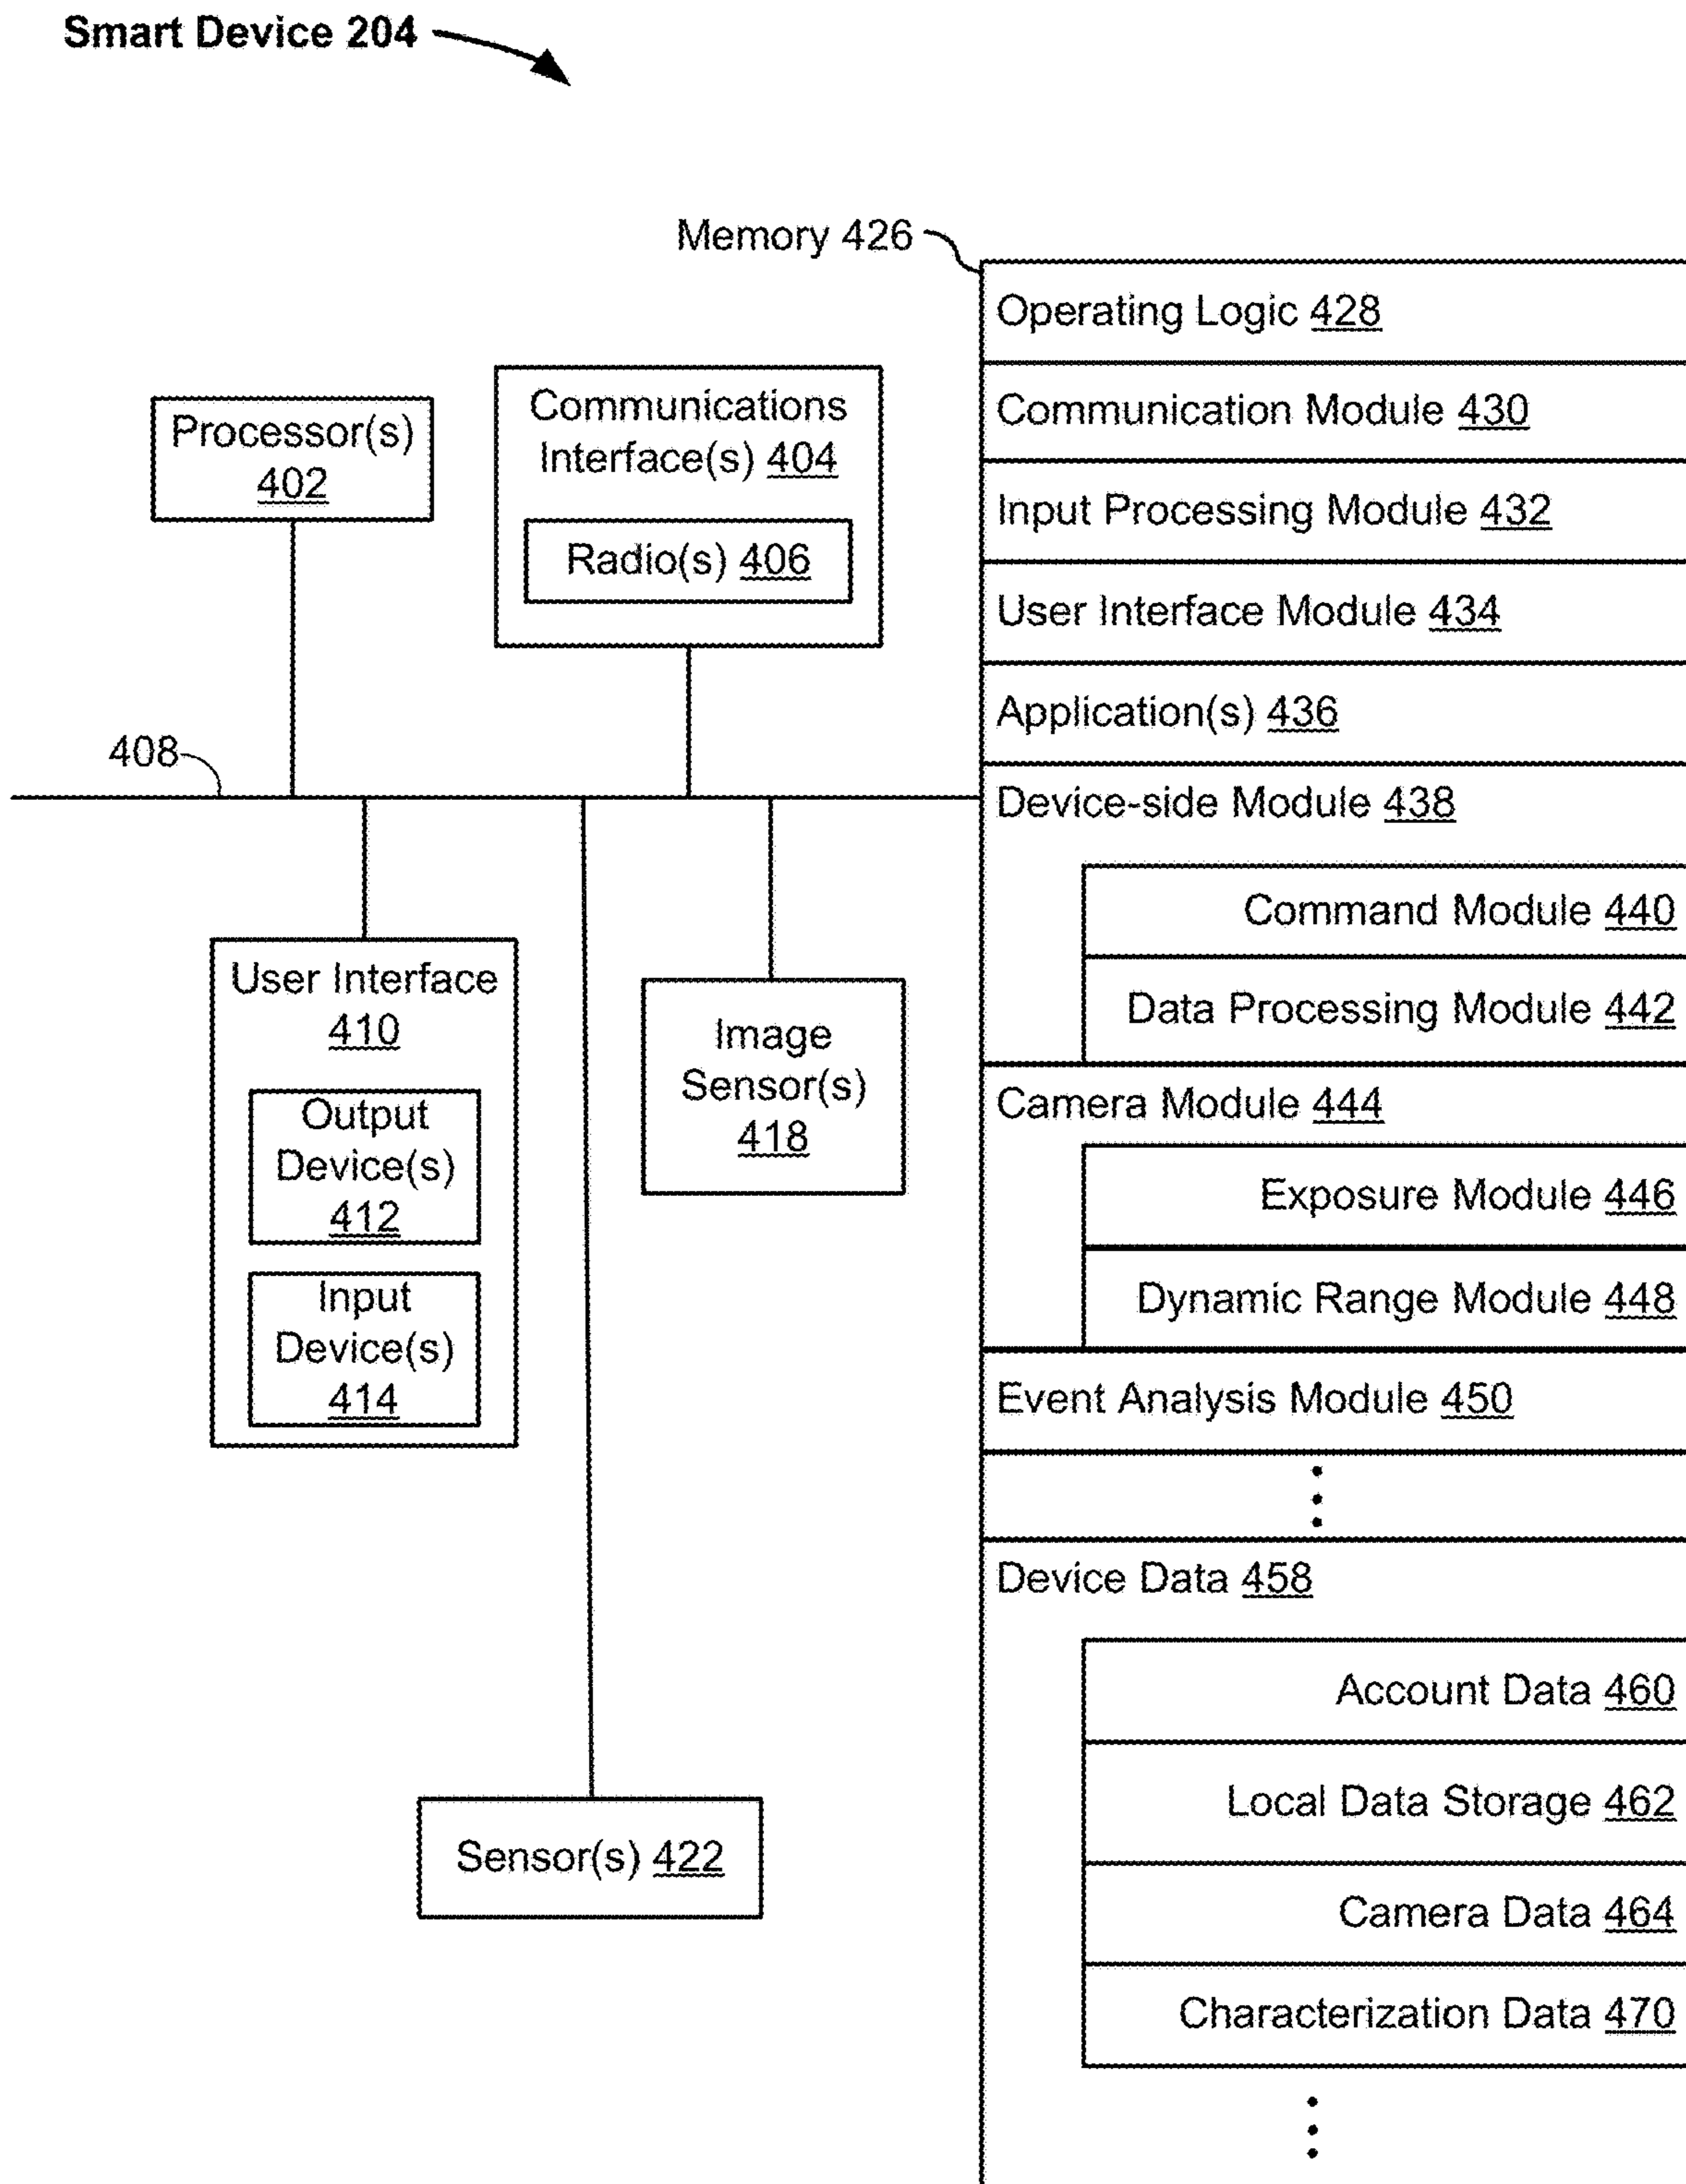 Smart Device 204
Memory 426
Operating Logic 428
Communication Module 430
Input Processing Module 432
User Interface Module 434
Application(s) 436
Device-side Module 438
Command Module 440
Data Processing Module 442
Camera Module 444
Exposure Module 446
Dynamic Range Module 448
Event Analysis Module 450
Device Data 458
Account Data 460
Local Data Storage 462
Camera Data 464
Characterization Data 470
Processor(s)
402
Communications
Interface(s) 404
Radio(s) 406
408
User Interface
410
Output
Device(s)
412
Input
Device(s)
414
Image
Sensor(s)
418
Sensor(s) 422